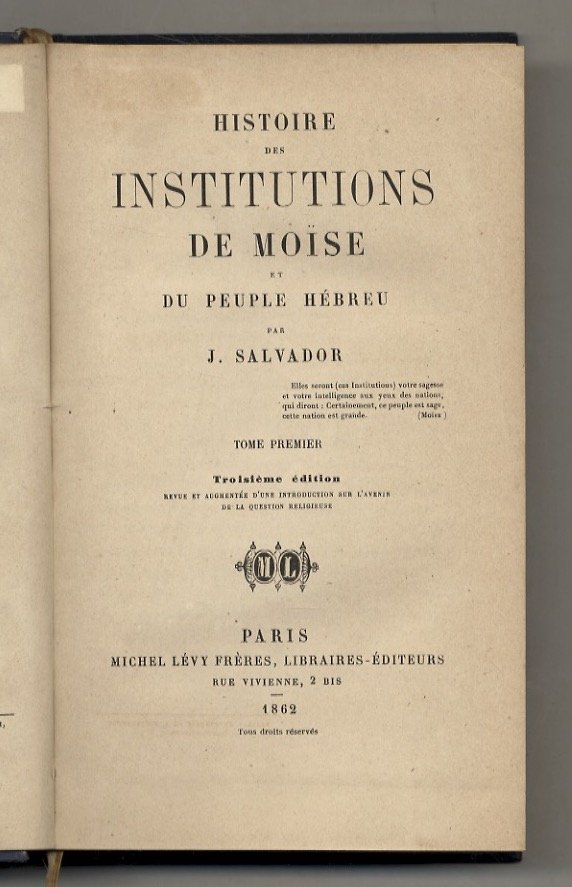 HISTOIRE
DES
INSTITUTIONS
DE MOÏSE
ET
DU PEUPLE HÉBREU
PAR
J. SALVADOR
Elles seront (ces Institutions) votre sagesse
et votre intelligence aux yeux des nations,
qui diront : Certainement, ce peuple est sage,
cette nation est grande. (Moïse)
TOME PREMIER
Troisième édition
REVUE ET AUGMENTÉE D'UNE INTRODUCTION SUR L'AVENIR
DE LA QUESTION RELIGIEUSE
ML
PARIS
MICHEL LÉVY FRÈRES, LIBRAIRES-ÉDITEURS
RUE VIVIENNE, 2 BIS
1862
Tous droits réservés